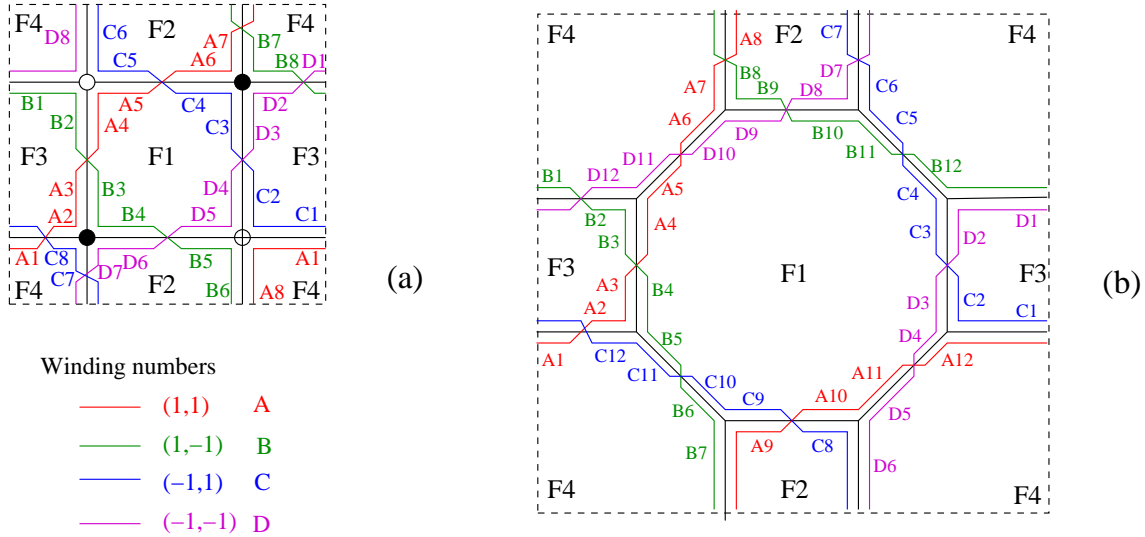 F4 C6 F2 A7 B7 F3
D8 C5 A6 B8 D1
B1 A5 C4 D2
B2 A4 C3 D3
F3 F1 F3
A3 B3 D4 C2
A2 B4 D5 C1
A1 C8 D6 B5 A1
C7 D7 F2
F4 B6 A8 F4
(a)
Winding numbers
(1,1) A
(1,−1) B
(−1,1) C
(−1,−1) D
F4 A8 F2 C7 F4
A7 B8 D7 C6
B9 D8
A6 D9 B10 C5
D11 D10 B11 B12
B1 D12 A5 C4
B2 D1
B3 A4 C3 D2
F3 F1 F3
A3 B4 D3 C2
A2 C1
A1 B5 D4
C12 C11 C10 A11 A12
C9 A10
B6 D5
A9 C8
B7 D6
F4 F2 F4
(b)